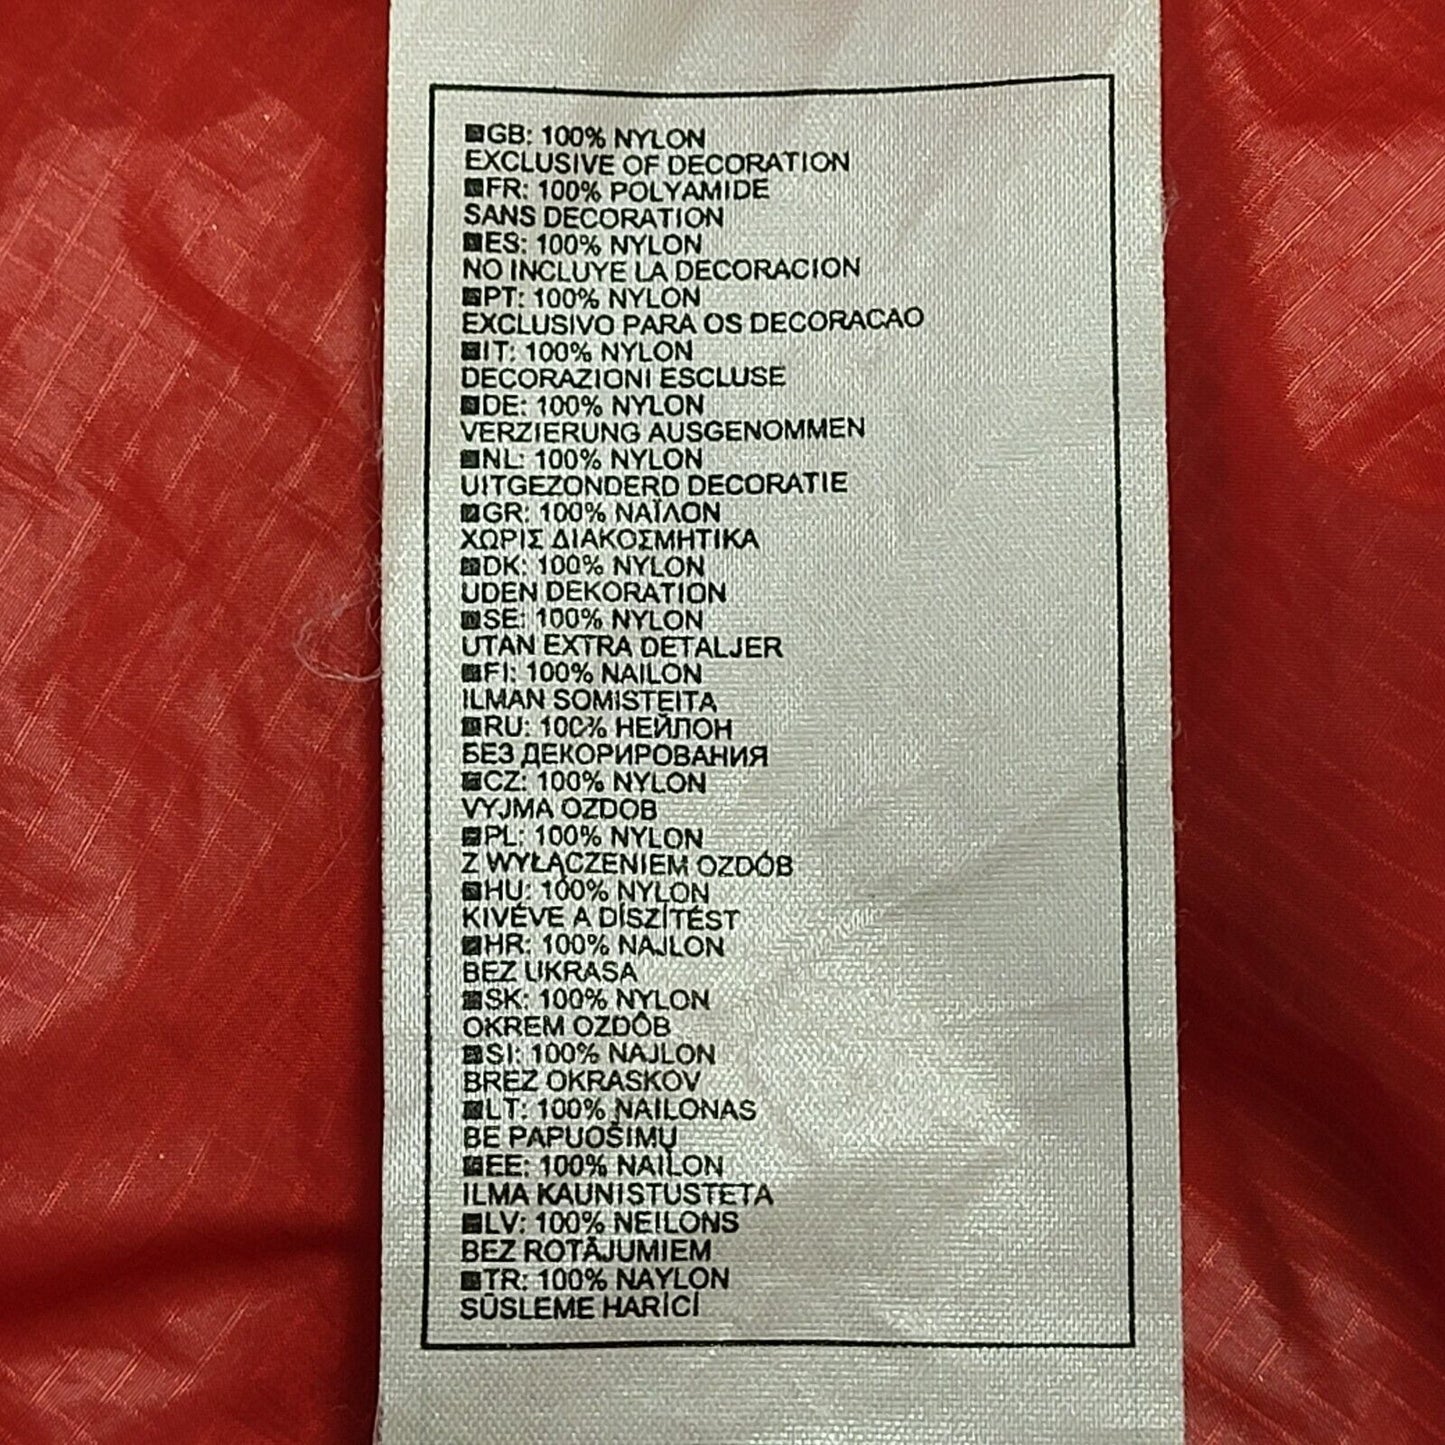 GB: 100% NYLON
EXCLUSIVE OF DECORATION
FR: 100% POLYAMIDE
SANS DECORATION
ES: 100% NYLON
NO INCLUYE LA DECORACION
PT: 100% NYLON
EXCLUSIVO PARA OS DECORACAO
IT: 100% NYLON
DECORAZIONI ESCLUSE
DE: 100% NYLON
VERZIERUNG AUSGENOMMEN
NL: 100% NYLON
UITGEZONDERD DECORATIE
GR: 100% ΝΑΪΛΟΝ
ΧΩΡΙΣ ΔΙΑΚΟΣΜΗΤΙΚΑ
DK: 100% NYLON
UDEN DEKORATION
SE: 100% NYLON
UTAN EXTRA DETALJER
FI: 100% NAILON
ILMAN SOMISTEITA
RU: 100% НЕЙЛОН
БЕЗ ДЕКОРИРОВАНИЯ
CZ: 100% NYLON
VYJMA OZDOB
PL: 100% NYLON
Z WYŁĄCZENIEM OZDÓB
HU: 100% NYLON
KIVÉVE A DÍSZÍTÉST
HR: 100% NAJLON
BEZ UKRASA
SK: 100% NYLON
OKREM OZDÔB
SI: 100% NAJLON
BREZ OKRASKOV
LT: 100% NAILONAS
BE PAPUOŠIMŲ
EE: 100% NAILON
ILMA KAUNISTUSTETA
LV: 100% NEILONS
BEZ ROTĀJUMIEM
TR: 100% NAYLON
SÜSLEME HARİCİ